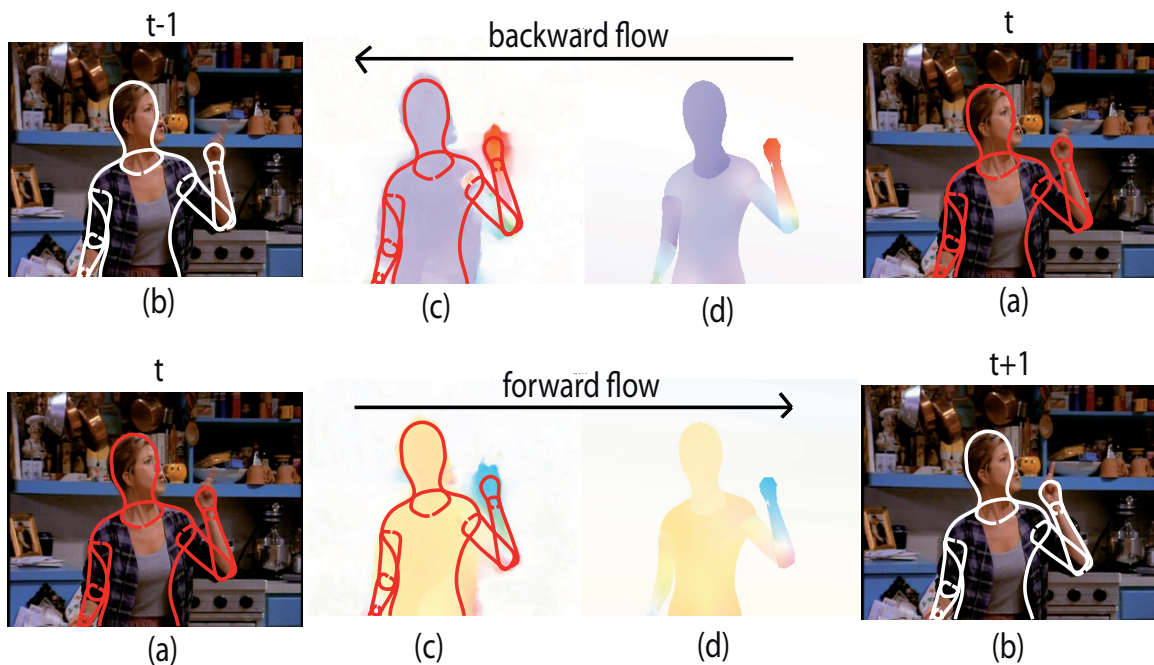 t-1
backward flow
t
(b)
(c)
(d)
(a)
t
forward flow
t+1
(a)
(c)
(d)
(b)